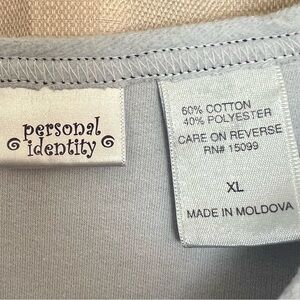 personal
identity
60% COTTON
40% POLYESTER
CARE ON REVERSE
RN# 15099
XL
MADE IN MOLDOVA